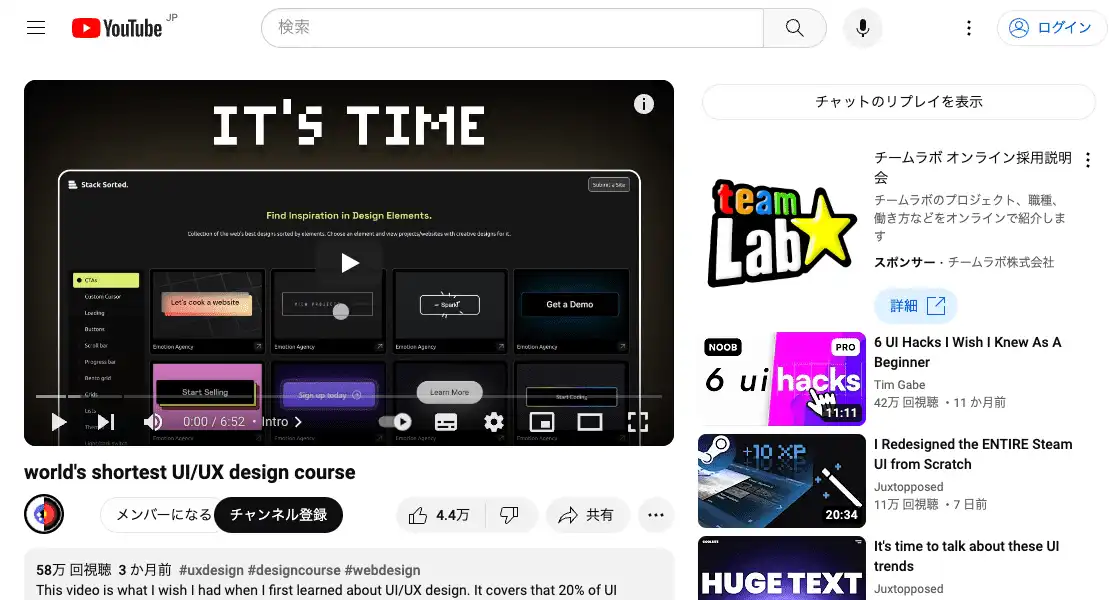 YouTube JP
検索
ログイン
IT'S TIME
Stack Sorted.
Submit a Site
Find Inspiration in Design Elements.
Collection of the web's best designs sorted by elements. Choose an element and view projects/websites with creative designs for it.
CTAs
Custom Cursor
Loading
Buttons
Scroll bar
Progress bar
Bento grid
Grids
Lists
Let's cook a website
VIEW PROJECT
Spark
Get a Demo
Emotion Agency
Emotion Agency
Emotion Agency
Emotion Agency
Start Selling
Sign up today
Learn More
Start Coding
Emotion Agency
Emotion Agency
Emotion Agency
Emotion Agency
0:00 / 6:52 • Intro
world's shortest UI/UX design course
メンバーになる
チャンネル登録
4.4万
共有
58万 回視聴 3 か月前 #uxdesign #designcourse #webdesign
This video is what I wish I had when I first learned about UI/UX design. It covers that 20% of UI
チャットのリプレイを表示
team
Lab
チームラボ オンライン採用説明
会
チームラボのプロジェクト、職種、
働き方などをオンラインで紹介しま
す
スポンサー・チームラボ株式会社
詳細
NOOB
PRO
6 ui hacks
11:11
6 UI Hacks I Wish I Knew As A
Beginner
Tim Gabe
42万 回視聴 ・11 か月前
+10 XP
20:34
I Redesigned the ENTIRE Steam
UI from Scratch
Juxtopposed
11万 回視聴 ・7 日前
HUGE TEXT
It's time to talk about these UI
trends
Juxtopposed